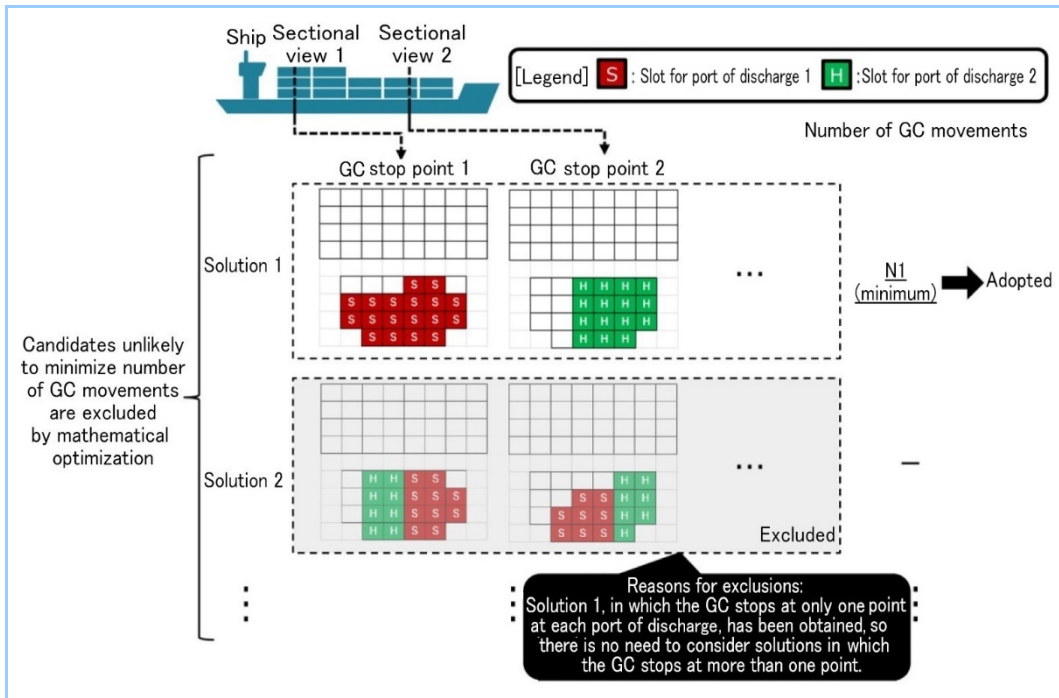 Ship
Sectional view 1
Sectional view 2
[Legend] S : Slot for port of discharge 1 H : Slot for port of discharge 2
Number of GC movements
GC stop point 1
GC stop point 2
Candidates unlikely
to minimize number
of GC movements
are excluded
by mathematical
optimization
Solution 1
S S
S S S S S S
S S S S S S
S S S S
H H H H
H H H H
H H H H
H H H
...
N1
(minimum)
Adopted
Solution 2
H H S S
H H S S S
H H S S S
H H S S
H H
S S H H
S S S H H
S S S H
...
–
Excluded
Reasons for exclusions:
Solution 1, in which the GC stops at only one point
at each port of discharge, has been obtained, so
there is no need to consider solutions in which
the GC stops at more than one point.